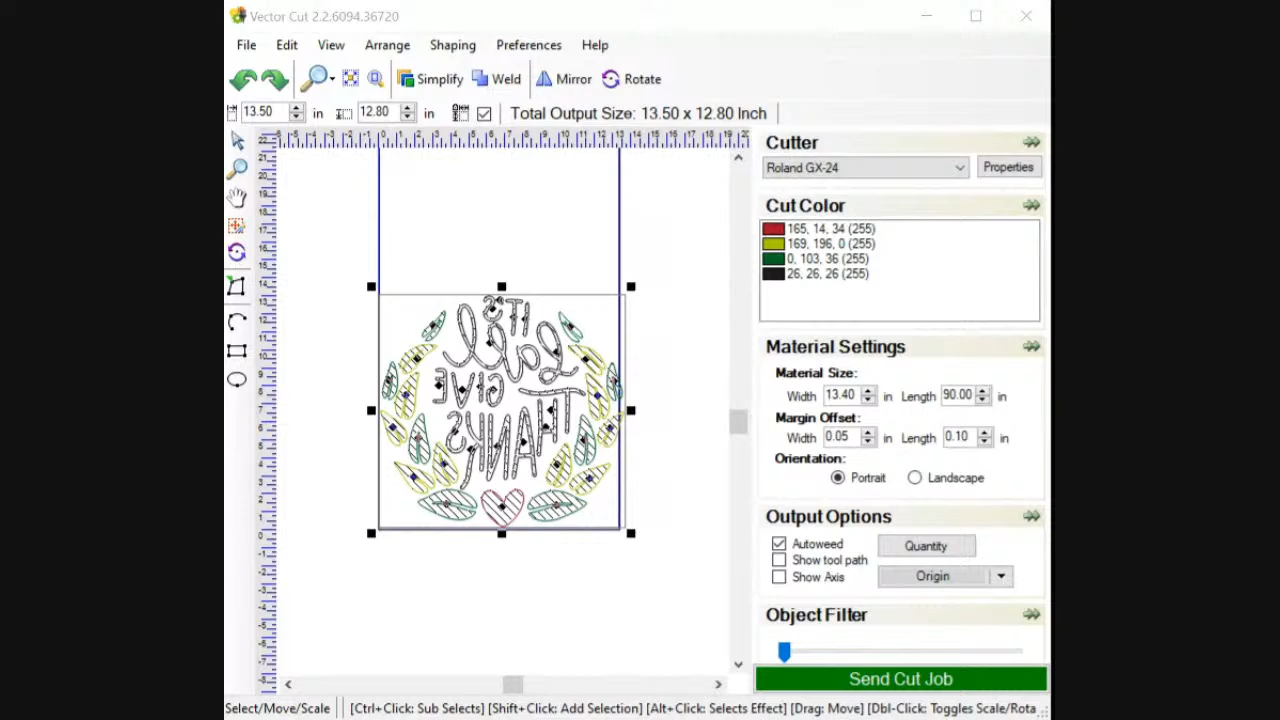 Vector Cut 2.2.6094.36720
File Edit View Arrange Shaping Preferences Help
Simplify Weld Mirror Rotate
13.50 in 12.80 in Total Output Size: 13.50 x 12.80 Inch
Cutter
Roland GX-24 Properties
Cut Color
165, 14, 34 (255)
169, 196, 0 (255)
0, 103, 36 (255)
26, 26, 26 (255)
IT'S
fall
GIVE
THANKS
Material Settings
Material Size:
Width 13.40 in Length 90.00 in
Margin Offset:
Width 0.05 in Length 0.10 in
Orientation:
Portrait Landscape
Output Options
Autoweed Quantity
Show tool path
Show Axis Origin
Object Filter
Send Cut Job
Select/Move/Scale [Ctrl+Click: Sub Selects] [Shift+Click: Add Selection] [Alt+Click: Selects Effect] [Drag: Move] [Dbl-Click: Toggles Scale/Rota